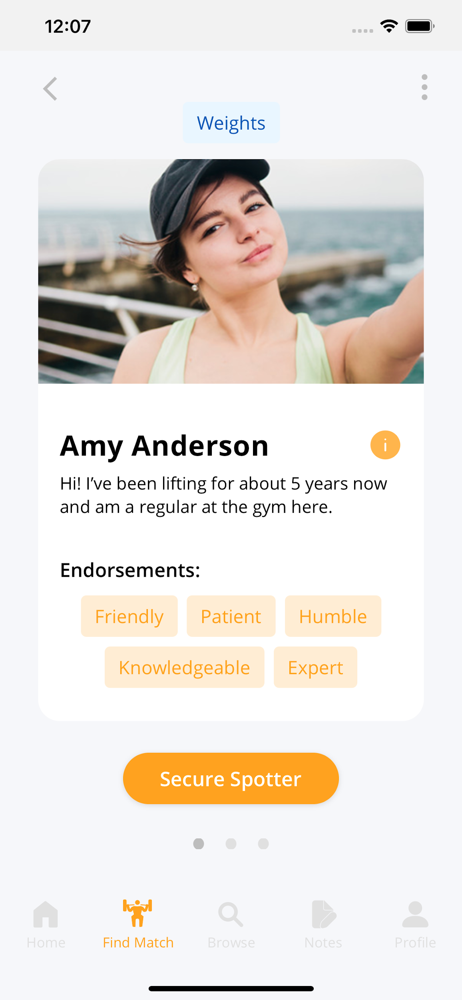 12:07
Weights
Amy Anderson
Hi! I've been lifting for about 5 years now
and am a regular at the gym here.
Endorsements:
Friendly Patient Humble
Knowledgeable Expert
Secure Spotter
Home Find Match Browse Notes Profile